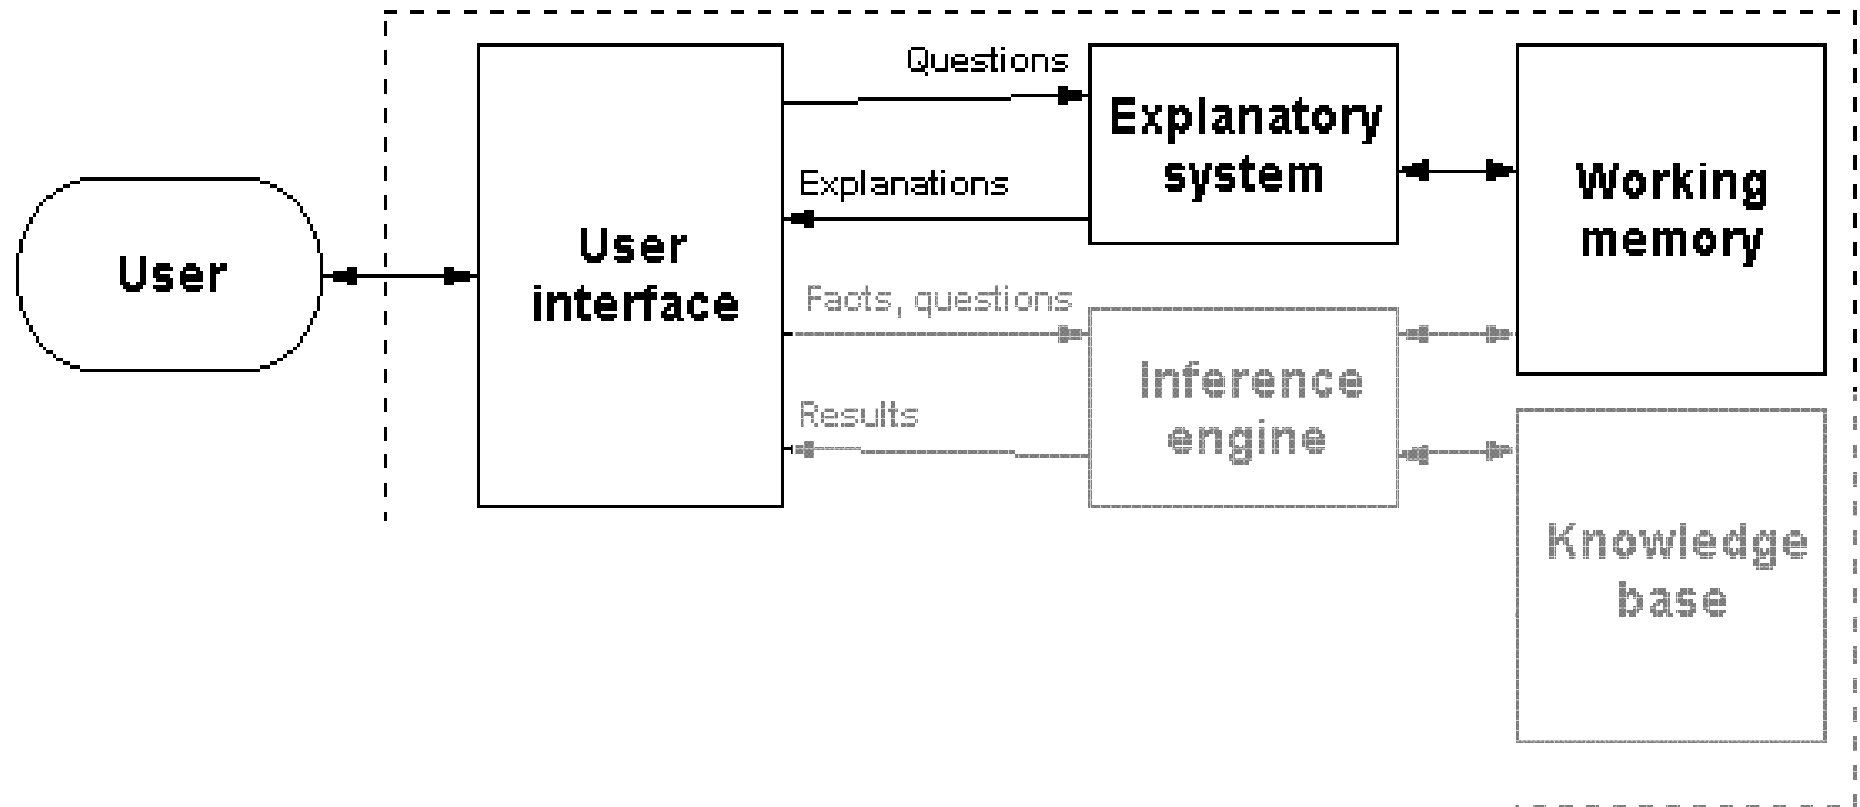 Questions
Explanatory
system
Explanations
Working
memory
User
User
interface
Facts, questions
Inference
engine
Results
Knowledge
base